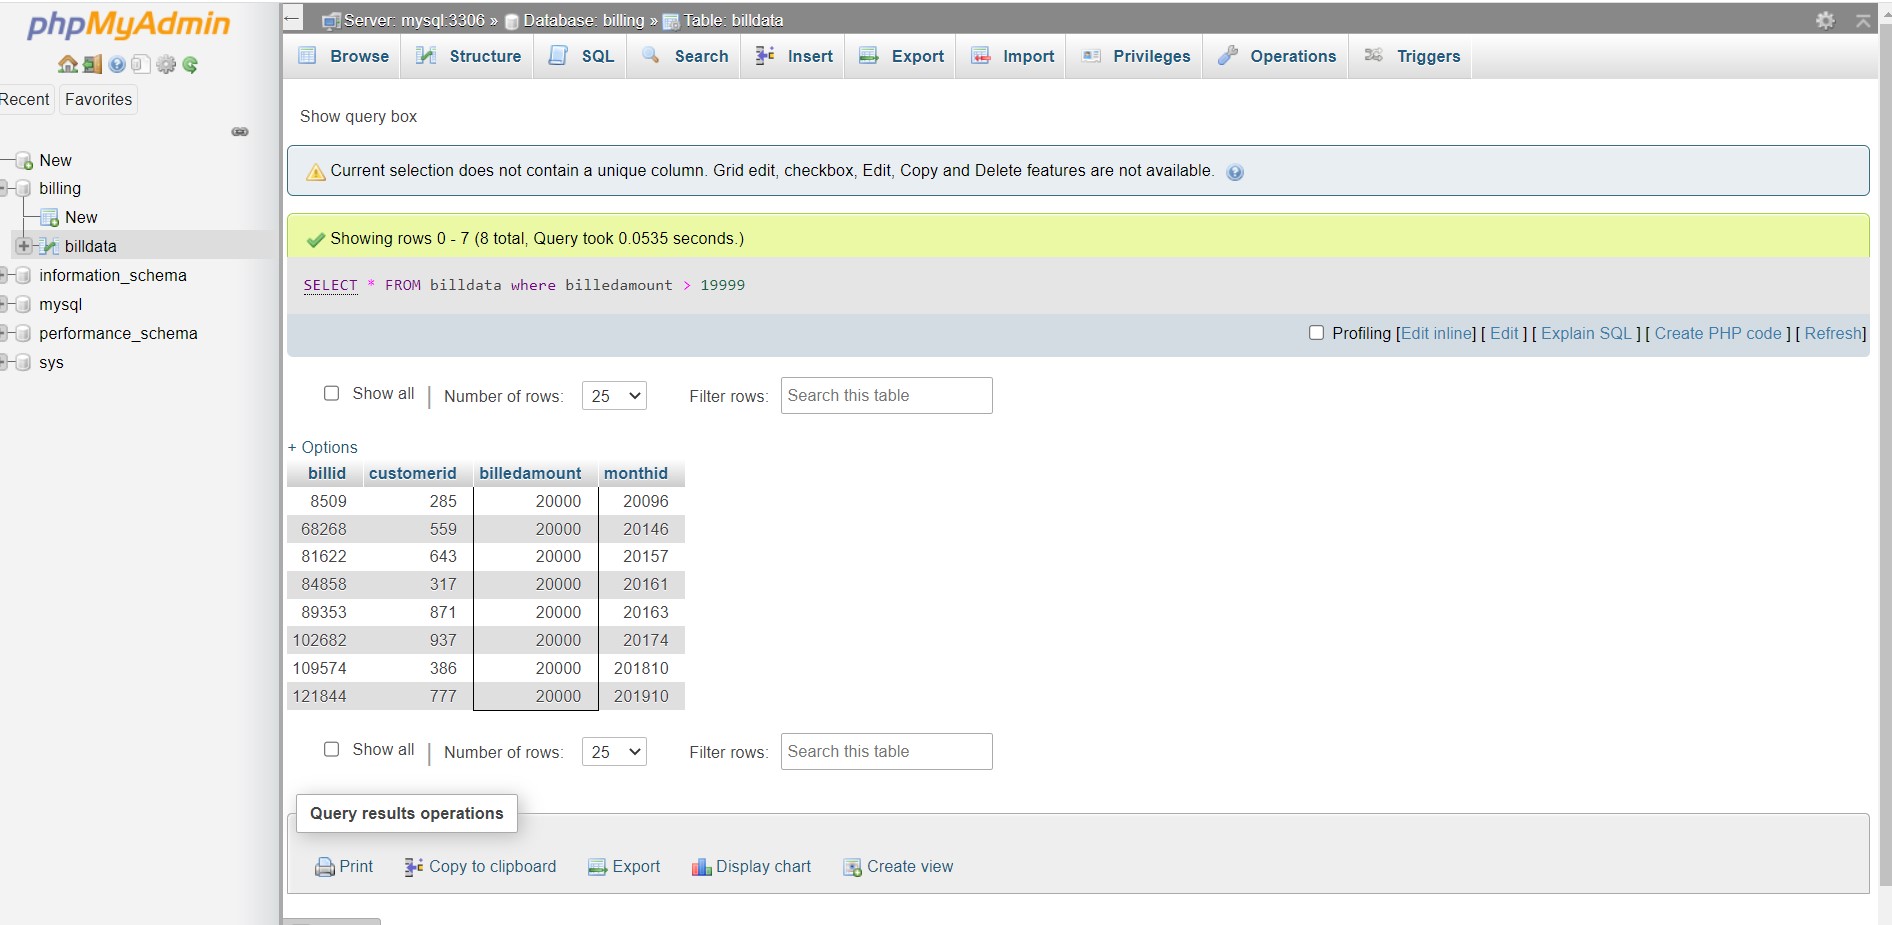 phpMyAdmin
Recent Favorites
New
billing
New
billdata
information_schema
mysql
performance_schema
sys
Server: mysql:3306 » Database: billing » Table: billdata
Browse Structure SQL Search Insert Export Import Privileges Operations Triggers
Show query box
Current selection does not contain a unique column. Grid edit, checkbox, Edit, Copy and Delete features are not available.
Showing rows 0 - 7 (8 total, Query took 0.0535 seconds.)
SELECT * FROM billdata where billedamount > 19999
Profiling [Edit inline] [ Edit ] [ Explain SQL ] [ Create PHP code ] [ Refresh]
Show all | Number of rows: 25 Filter rows: Search this table
+ Options
billid customerid billedamount monthid
8509 285 20000 20096
68268 559 20000 20146
81622 643 20000 20157
84858 317 20000 20161
89353 871 20000 20163
102682 937 20000 20174
109574 386 20000 201810
121844 777 20000 201910
Show all | Number of rows: 25 Filter rows: Search this table
Query results operations
Print Copy to clipboard Export Display chart Create view